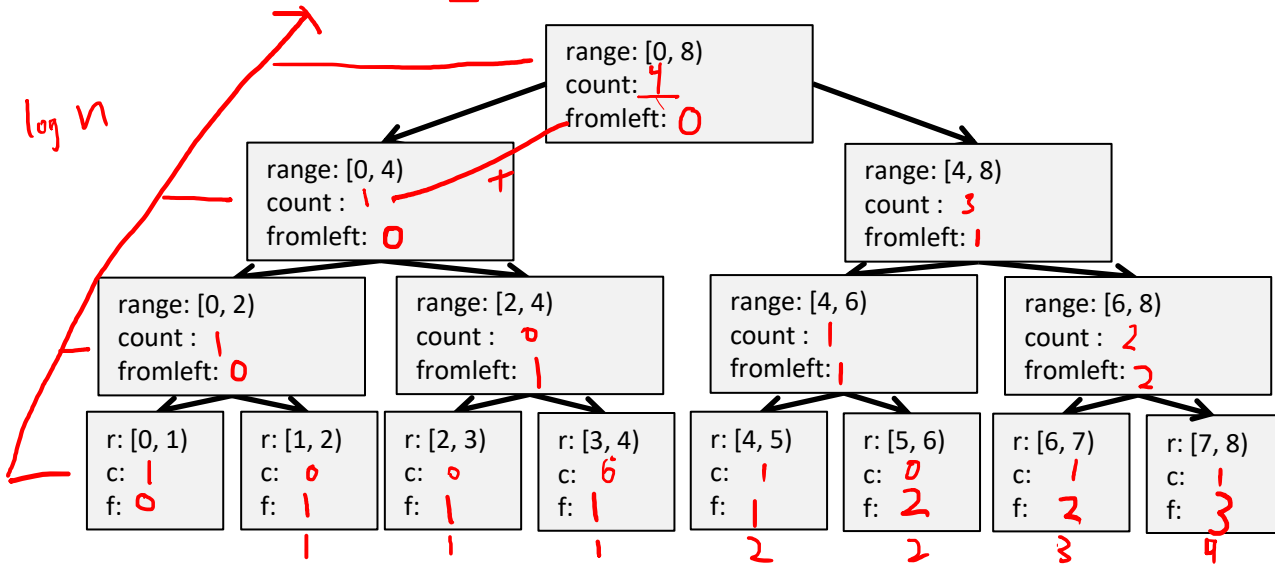 range: [0, 8)
count: 4
fromleft: 0
log n
+
range: [0, 4)
count : 1
fromleft: 0
range: [4, 8)
count : 3
fromleft: 1
range: [0, 2)
count : 1
fromleft: 0
range: [2, 4)
count : 0
fromleft: 1
range: [4, 6)
count : 1
fromleft: 1
range: [6, 8)
count : 2
fromleft: 2
r: [0, 1)
c: 1
f: 0
r: [1, 2)
c: 0
f: 1
r: [2, 3)
c: 0
f: 1
r: [3, 4)
c: 6
f: 1
r: [4, 5)
c: 1
f: 1
r: [5, 6)
c: 0
f: 2
r: [6, 7)
c: 1
f: 2
r: [7, 8)
c: 1
f: 3
1 1 1 2 2 3 4